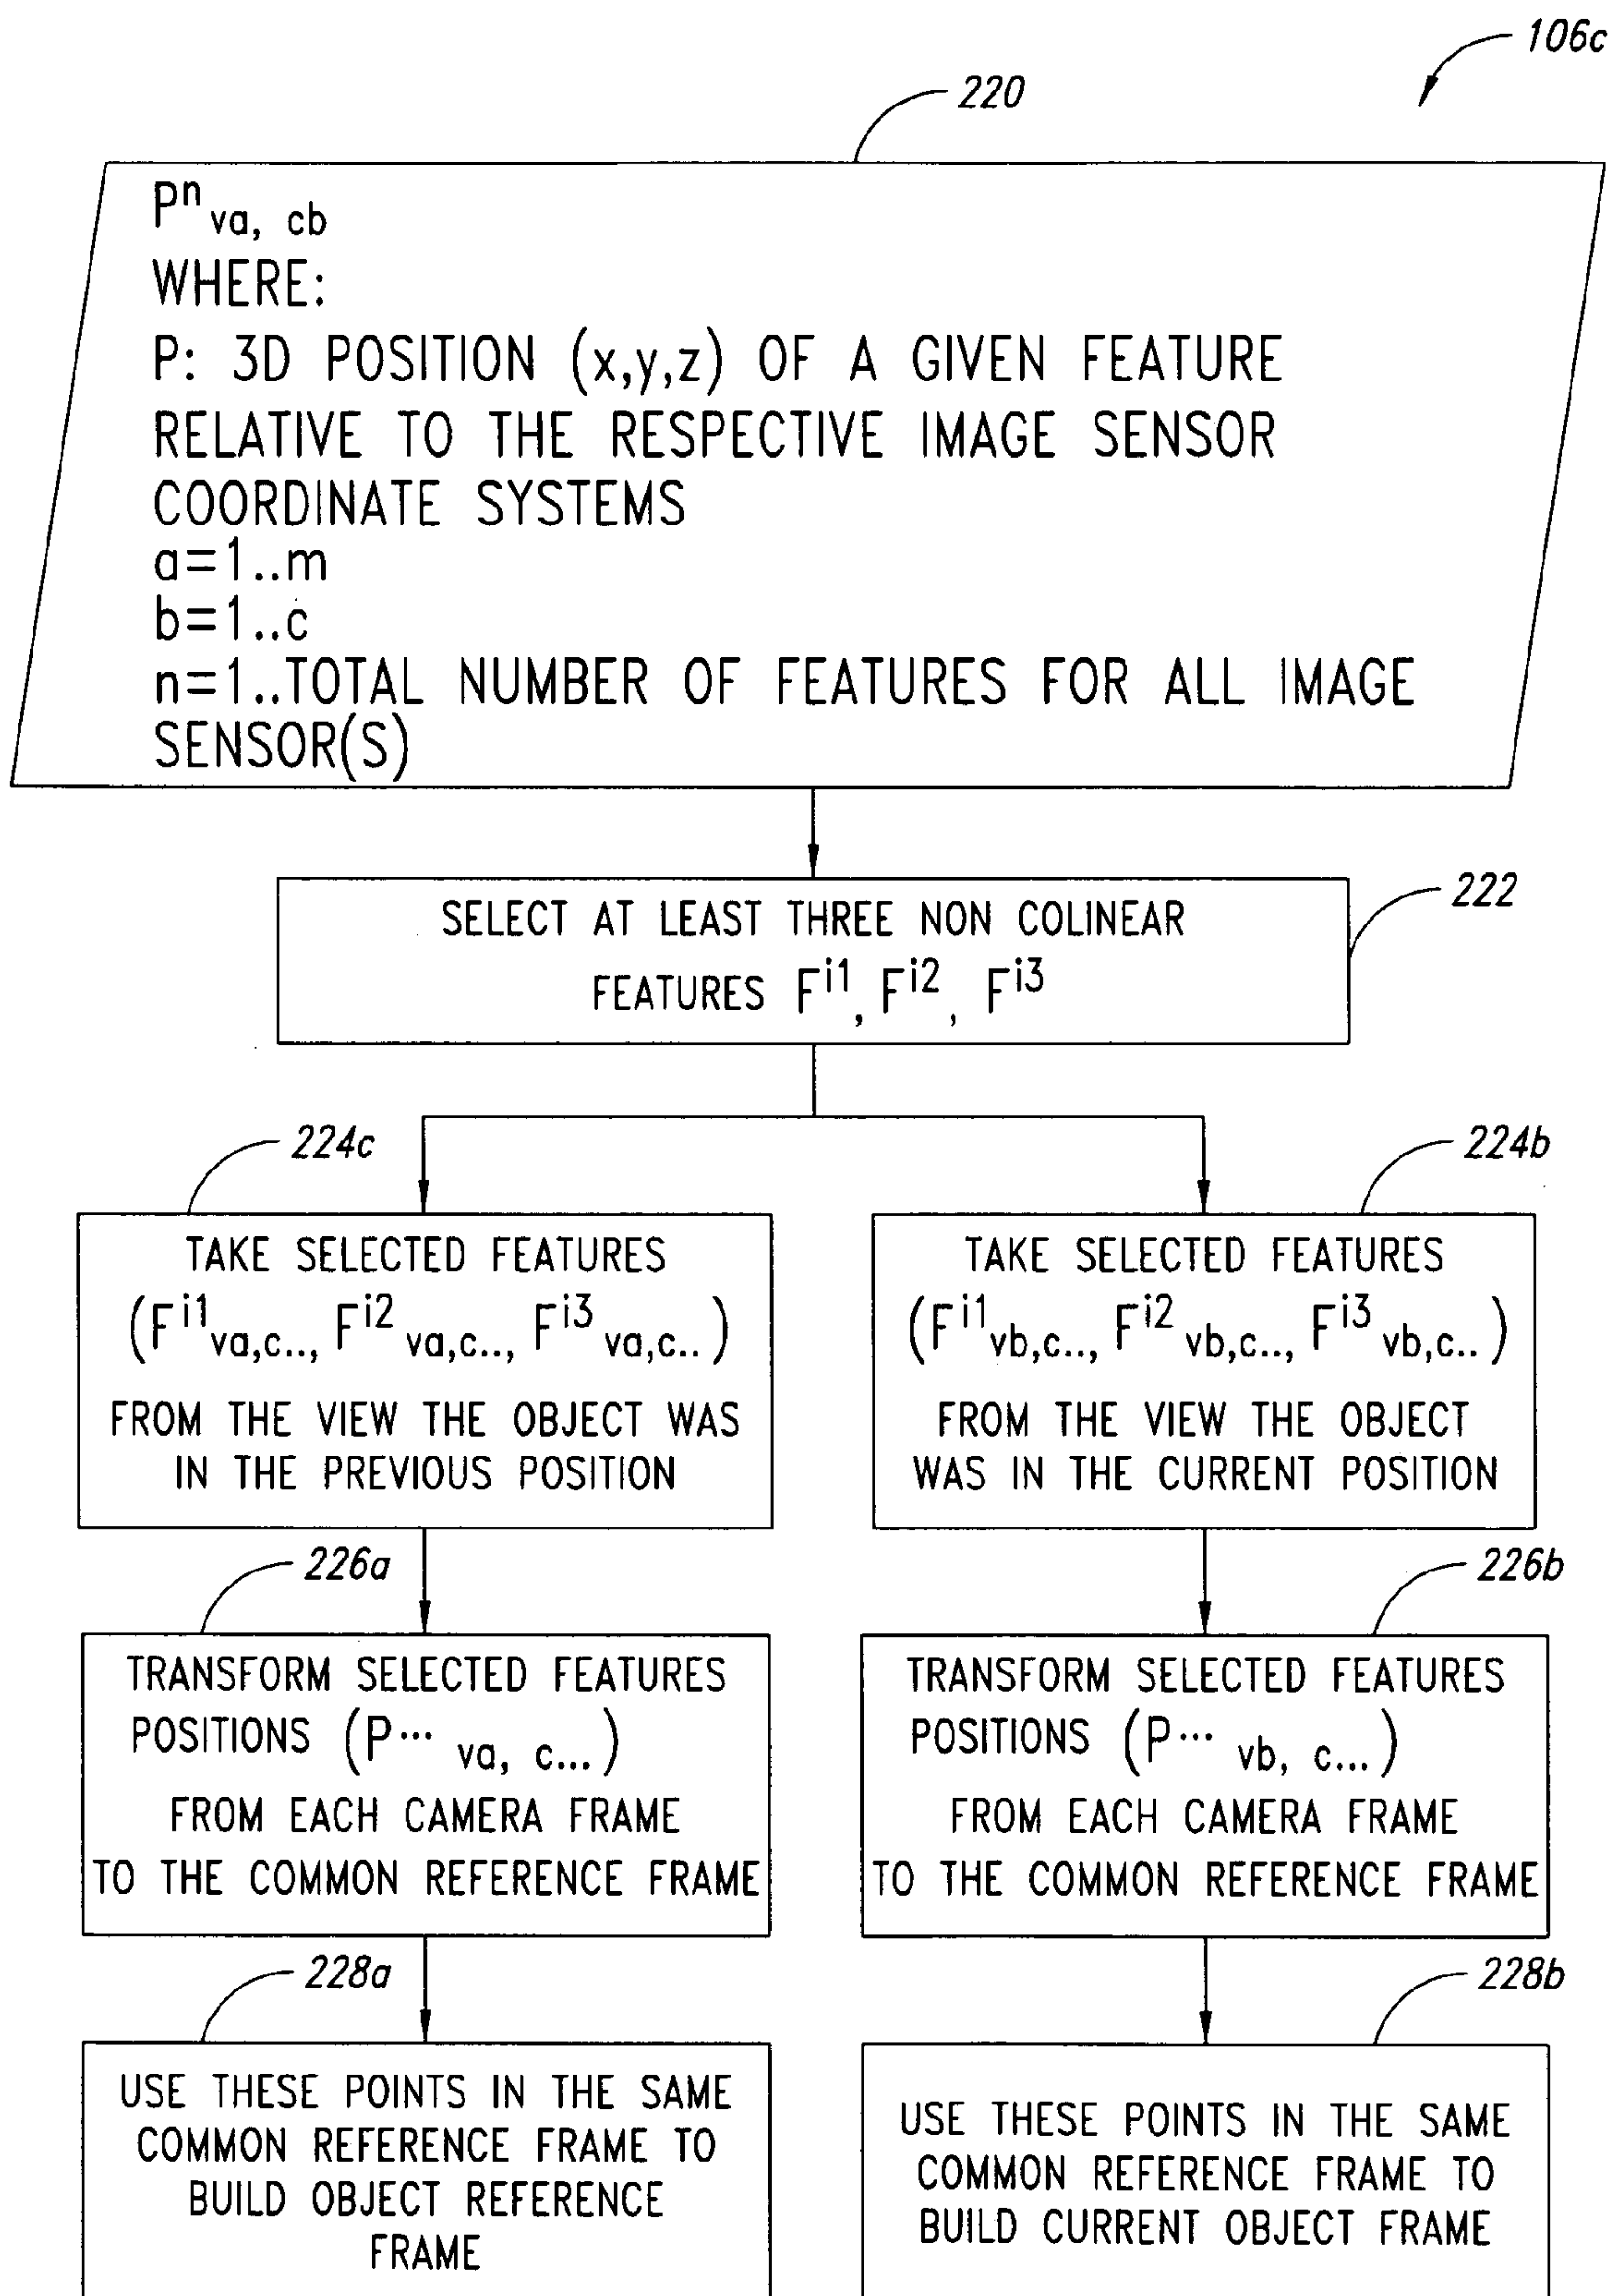 106c
220
Pⁿ va, cb
WHERE:
P: 3D POSITION (x,y,z) OF A GIVEN FEATURE
RELATIVE TO THE RESPECTIVE IMAGE SENSOR
COORDINATE SYSTEMS
a=1..m
b=1..c
n=1..TOTAL NUMBER OF FEATURES FOR ALL IMAGE
SENSOR(S)
222
SELECT AT LEAST THREE NON COLINEAR
FEATURES F^i1, F^i2, F^i3
224c
TAKE SELECTED FEATURES
(F^i1 va,c.., F^i2 va,c.., F^i3 va,c..)
FROM THE VIEW THE OBJECT WAS
IN THE PREVIOUS POSITION
224b
TAKE SELECTED FEATURES
(F^i1 vb,c.., F^i2 vb,c.., F^i3 vb,c..)
FROM THE VIEW THE OBJECT
WAS IN THE CURRENT POSITION
226a
TRANSFORM SELECTED FEATURES
POSITIONS (P... va, c...)
FROM EACH CAMERA FRAME
TO THE COMMON REFERENCE FRAME
226b
TRANSFORM SELECTED FEATURES
POSITIONS (P... vb, c...)
FROM EACH CAMERA FRAME
TO THE COMMON REFERENCE FRAME
228a
USE THESE POINTS IN THE SAME
COMMON REFERENCE FRAME TO
BUILD OBJECT REFERENCE
FRAME
228b
USE THESE POINTS IN THE SAME
COMMON REFERENCE FRAME TO
BUILD CURRENT OBJECT FRAME